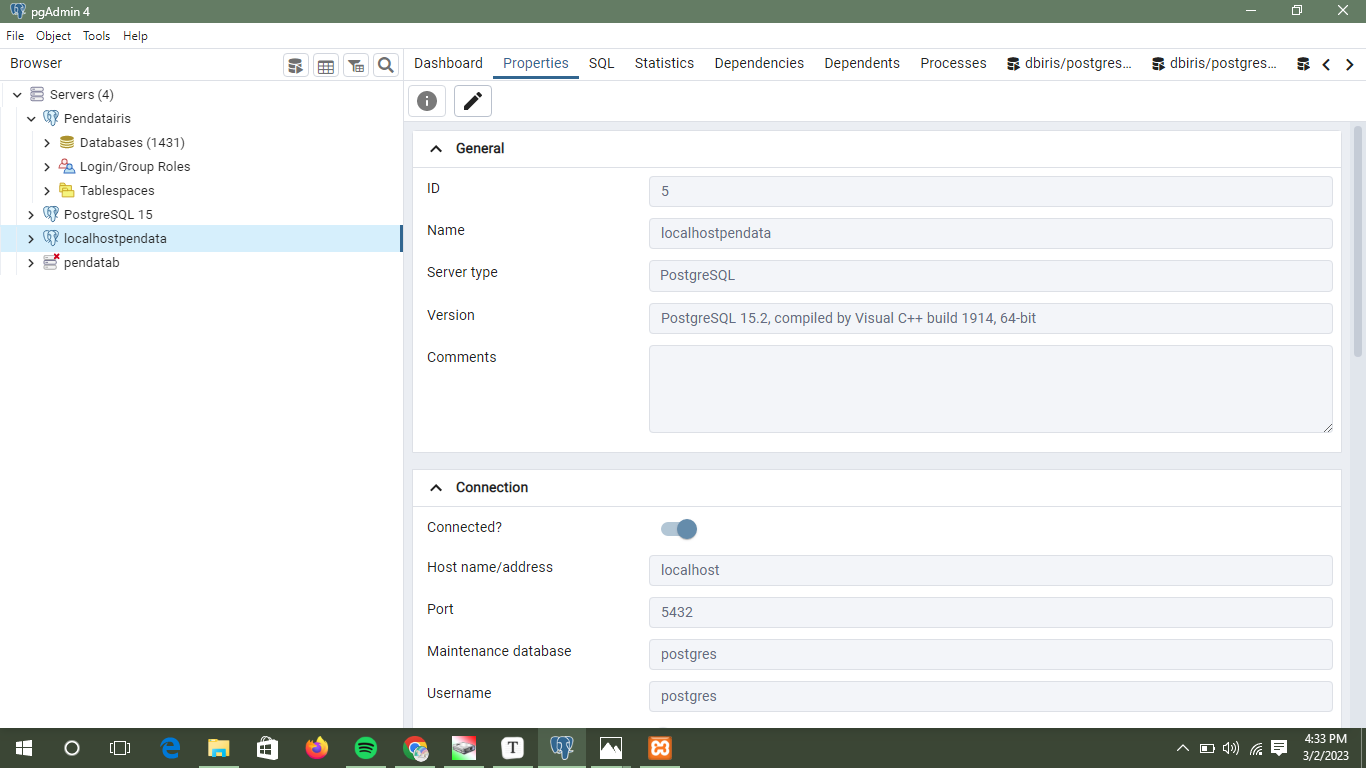 pgAdmin 4
File Object Tools Help
Browser
Dashboard Properties SQL Statistics Dependencies Dependents Processes dbiris/postgres... dbiris/postgres...
Servers (4)
Pendatairis
Databases (1431)
Login/Group Roles
Tablespaces
PostgreSQL 15
localhostpendata
pendatab
General
ID 5
Name localhostpendata
Server type PostgreSQL
Version PostgreSQL 15.2, compiled by Visual C++ build 1914, 64-bit
Comments
Connection
Connected?
Host name/address localhost
Port 5432
Maintenance database postgres
Username postgres
T
4:33 PM
3/2/2023